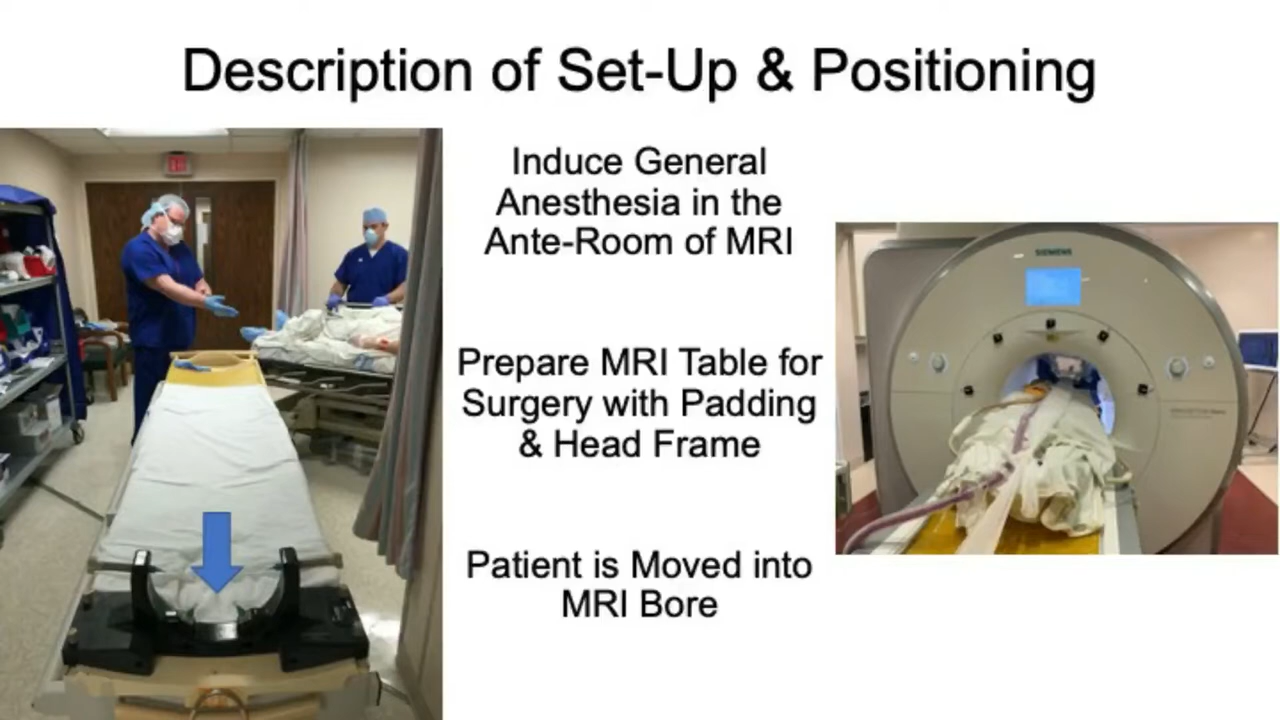 Description of Set-Up & Positioning
Induce General
Anesthesia in the
Ante-Room of MRI
Prepare MRI Table for
Surgery with Padding
& Head Frame
Patient is Moved into
MRI Bore
SIEMENS